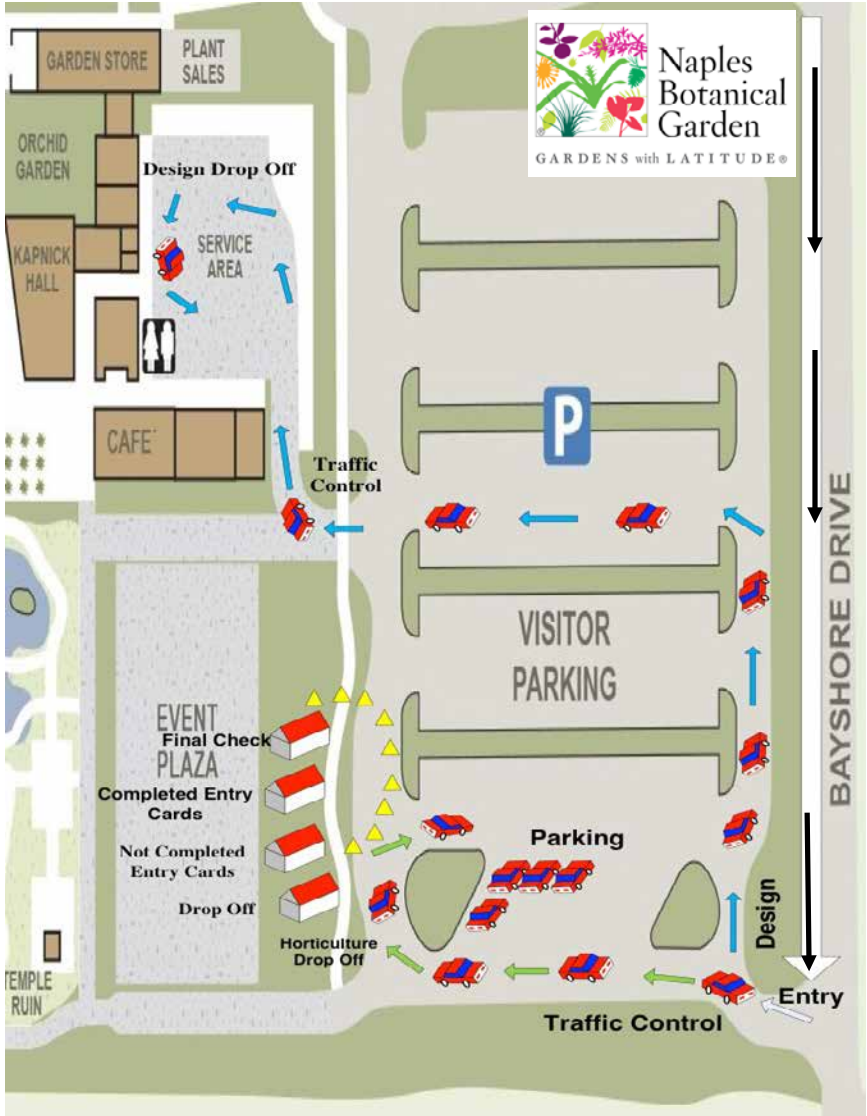 GARDEN STORE
PLANT
SALES
Naples
Botanical
Garden
GARDENS with LATITUDE®
ORCHID
GARDEN
Design Drop Off
KAPNICK
HALL
SERVICE
AREA
P
CAFE'
Traffic
Control
BAYSHORE DRIVE
VISITOR
PARKING
EVENT
PLAZA
Final Check
Completed Entry
Cards
Not Completed
Entry Cards
Drop Off
Horticulture
Drop Off
Parking
Design
TEMPLE
RUIN
Entry
Traffic Control